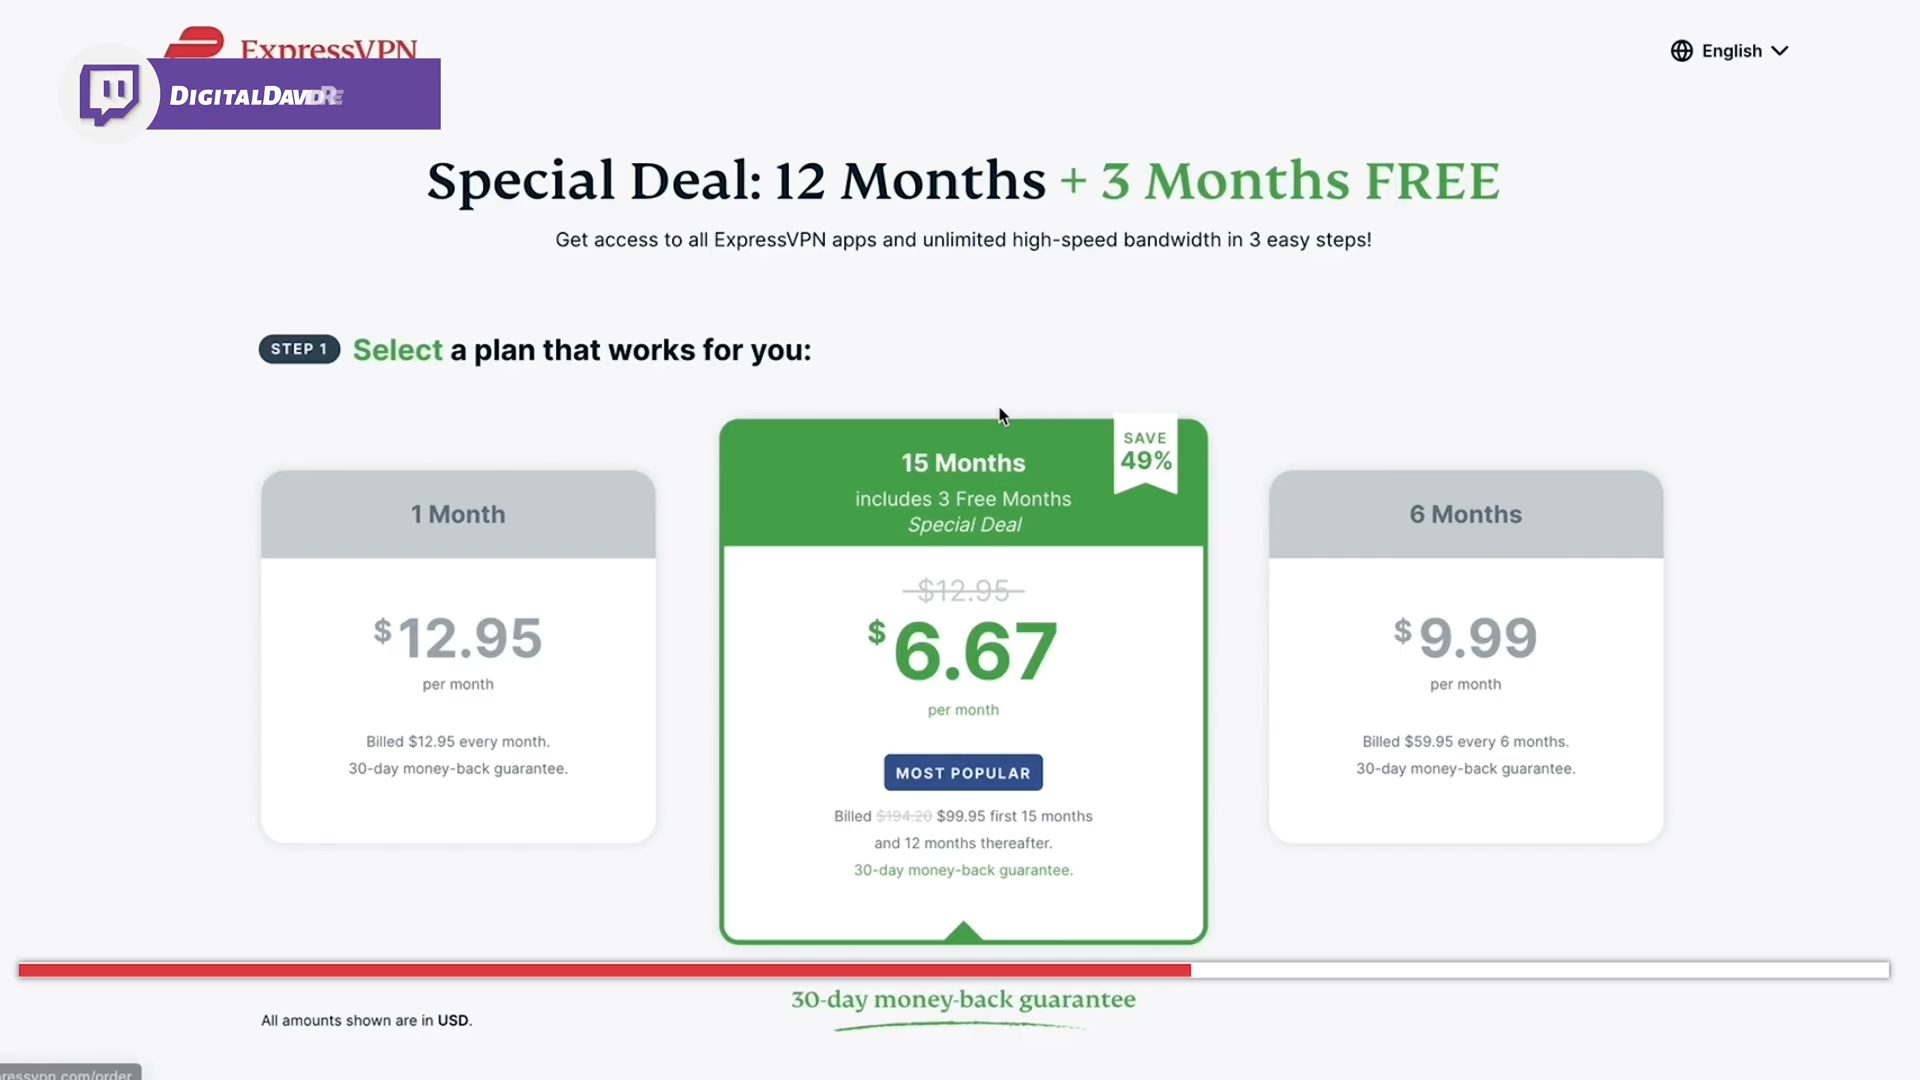 ExpressVPN
English
DIGITALDAVIDRE
Special Deal: 12 Months + 3 Months FREE
Get access to all ExpressVPN apps and unlimited high-speed bandwidth in 3 easy steps!
STEP 1 Select a plan that works for you:
1 Month
$12.95
per month
Billed $12.95 every month.
30-day money-back guarantee.
SAVE
49%
15 Months
includes 3 Free Months
Special Deal
$12.95
$6.67
per month
MOST POPULAR
Billed $194.20 $99.95 first 15 months
and 12 months thereafter.
30-day money-back guarantee.
6 Months
$9.99
per month
Billed $59.95 every 6 months.
30-day money-back guarantee.
30-day money-back guarantee
All amounts shown are in USD.
ressvpn.com/order